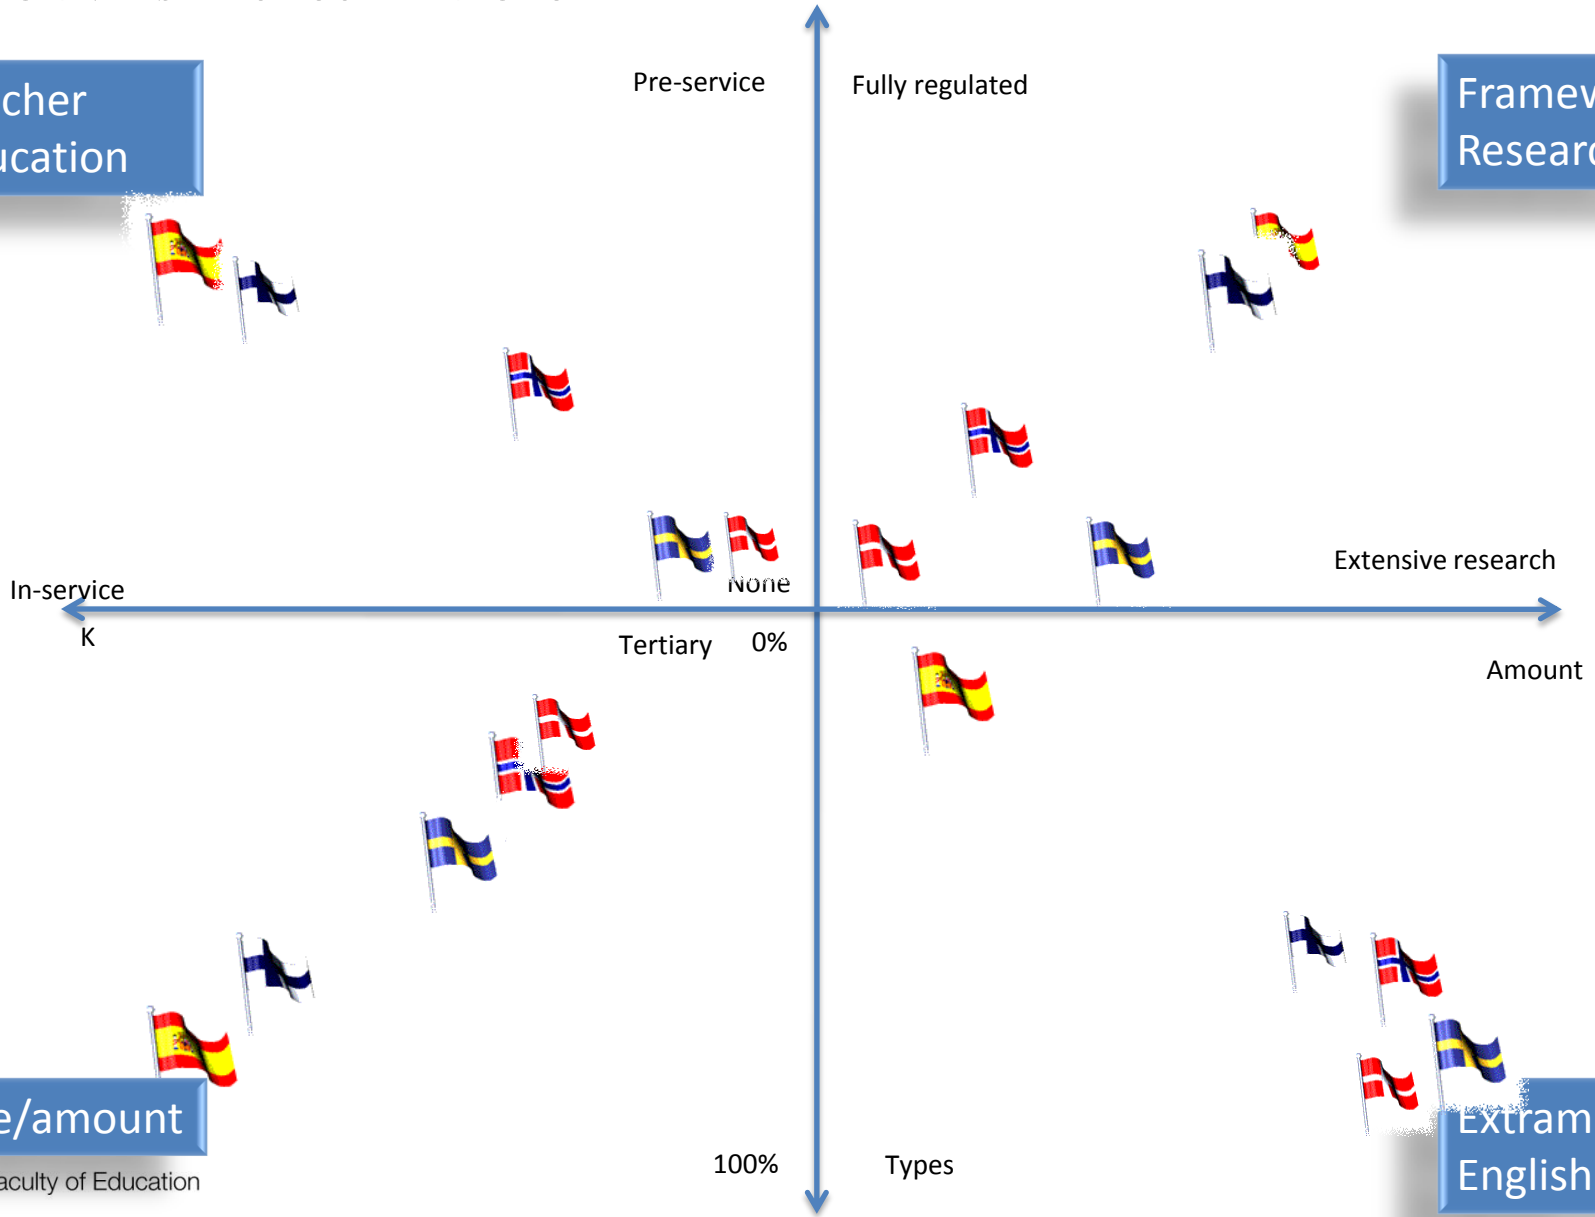 Pre-service
Fully regulated
cher
ucation
Framew
Researc
In-service
None
Extensive research
K
Tertiary
0%
Amount
e/amount
aculty of Education
100%
Types
Extram
English